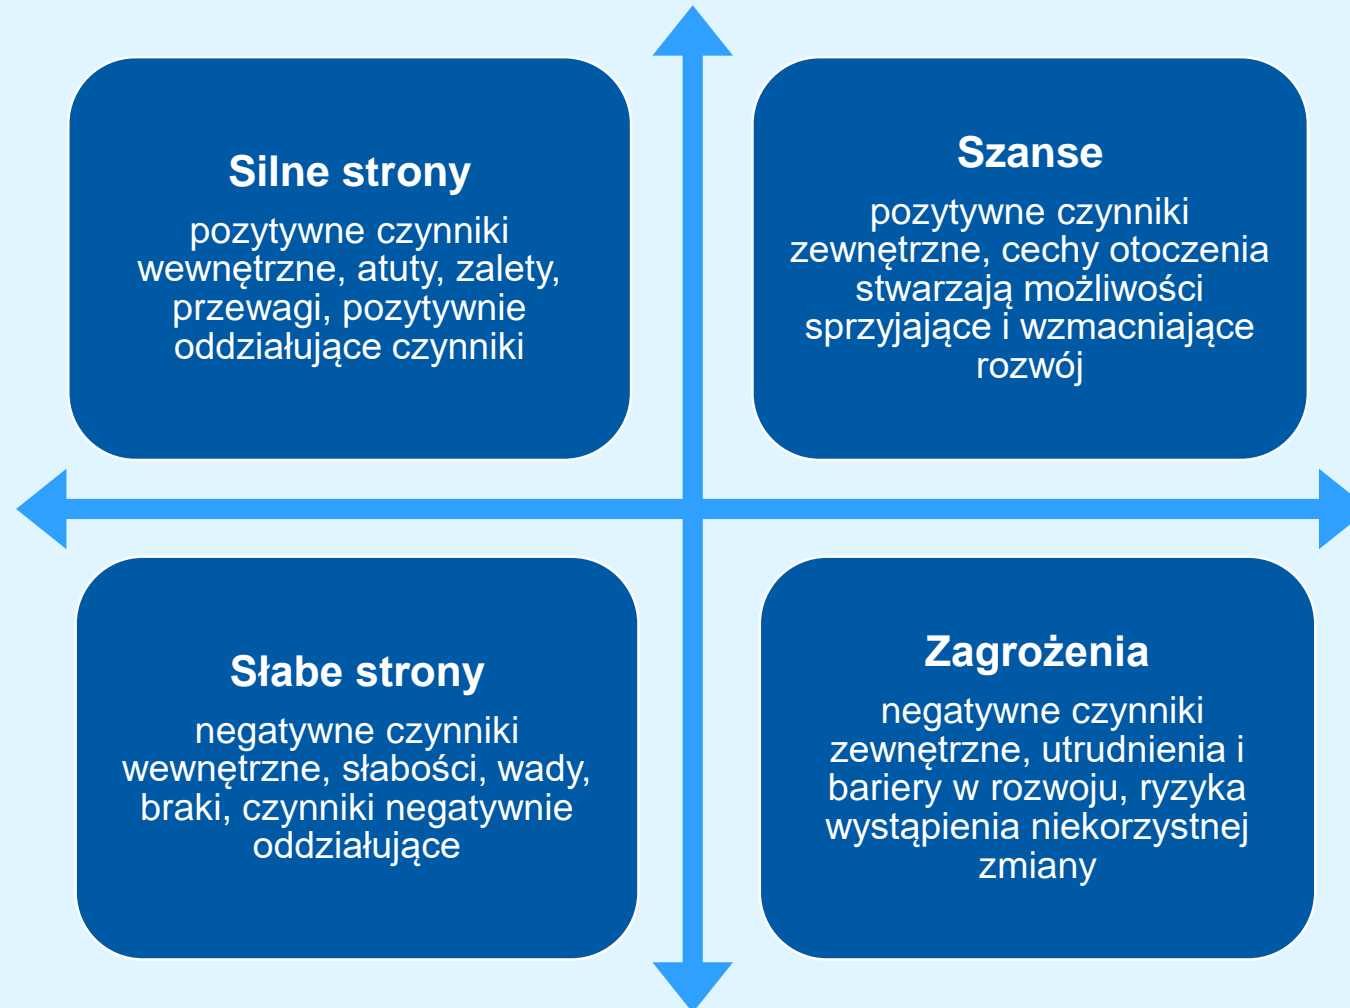 Silne strony
pozytywne czynniki
wewnętrzne, atuty, zalety,
przewagi, pozytywnie
oddziałujące czynniki
Szanse
pozytywne czynniki
zewnętrzne, cechy otoczenia
stwarzają możliwości
sprzyjające i wzmacniające
rozwój
Słabe strony
negatywne czynniki
wewnętrzne, słabości, wady,
braki, czynniki negatywnie
oddziałujące
Zagrożenia
negatywne czynniki
zewnętrzne, utrudnienia i
bariery w rozwoju, ryzyka
wystąpienia niekorzystnej
zmiany